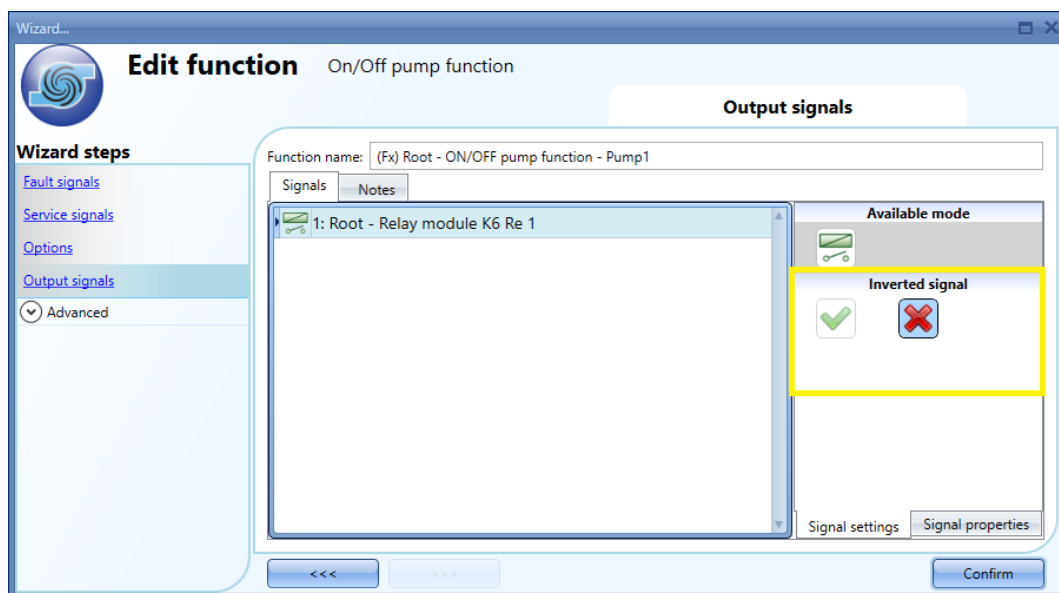 Wizard...
Edit function On/Off pump function
Output signals
Wizard steps
Fault signals
Service signals
Options
Output signals
Advanced
Function name: (Fx) Root - ON/OFF pump function - Pump1
Signals Notes
1: Root - Relay module K6 Re 1
Available mode
Inverted signal
Signal settings Signal properties
<<< >>> Confirm